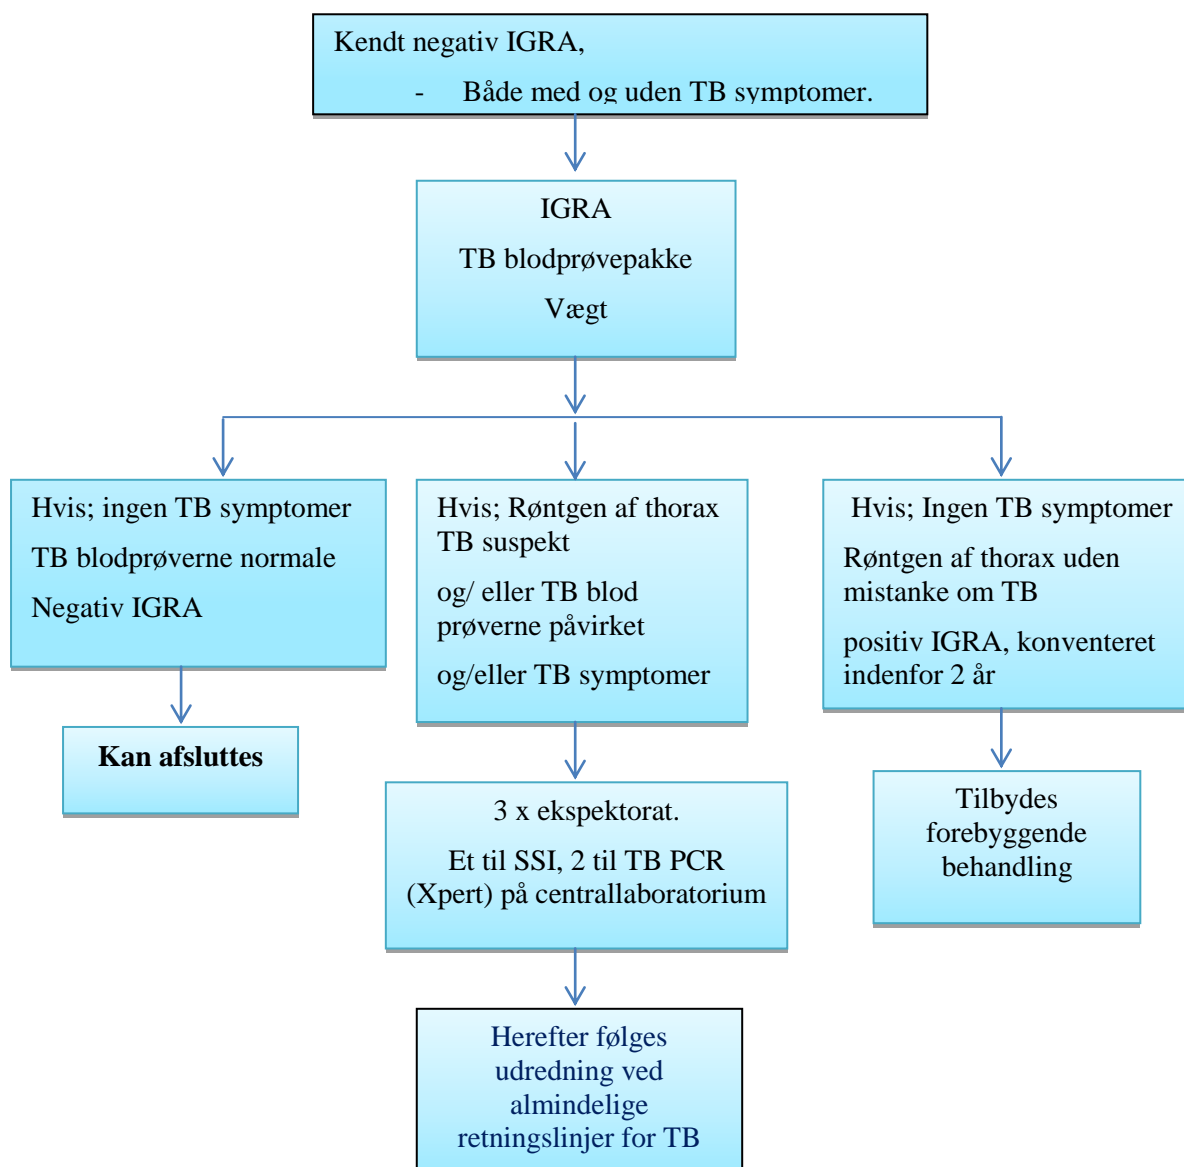 Kendt negativ IGRA,
- Både med og uden TB symptomer.
IGRA
TB blodprøvepakke
Vægt
Hvis; ingen TB symptomer
TB blodprøverne normale
Negativ IGRA
Kan afsluttes
Hvis; Røntgen af thorax
TB suspekt
og/ eller TB blod
prøverne påvirket
og/eller TB symptomer
3 x ekspektorat.
Et til SSI, 2 til TB PCR
(Xpert) på centrallaboratorium
Herefter følges
udredning ved
almindelige
retningslinjer for TB
Hvis; Ingen TB symptomer
Røntgen af thorax uden
mistanke om TB
positiv IGRA, konventeret
indenfor 2 år
Tilbydes
forebyggende
behandling